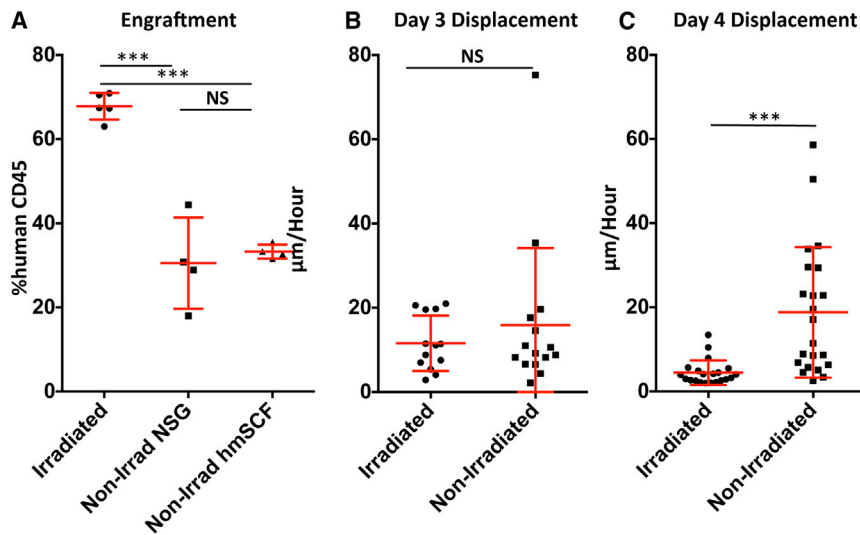 A Engraftment
80
60
40
20
0
%human CD45
***
***
NS
Irradiated
Non-Irrad NSG
Non-Irrad hmSCF
B Day 3 Displacement
80
60
40
20
0
µm/Hour
NS
Irradiated
Non-Irradiated
C Day 4 Displacement
80
60
40
20
0
µm/Hour
***
Irradiated
Non-Irradiated